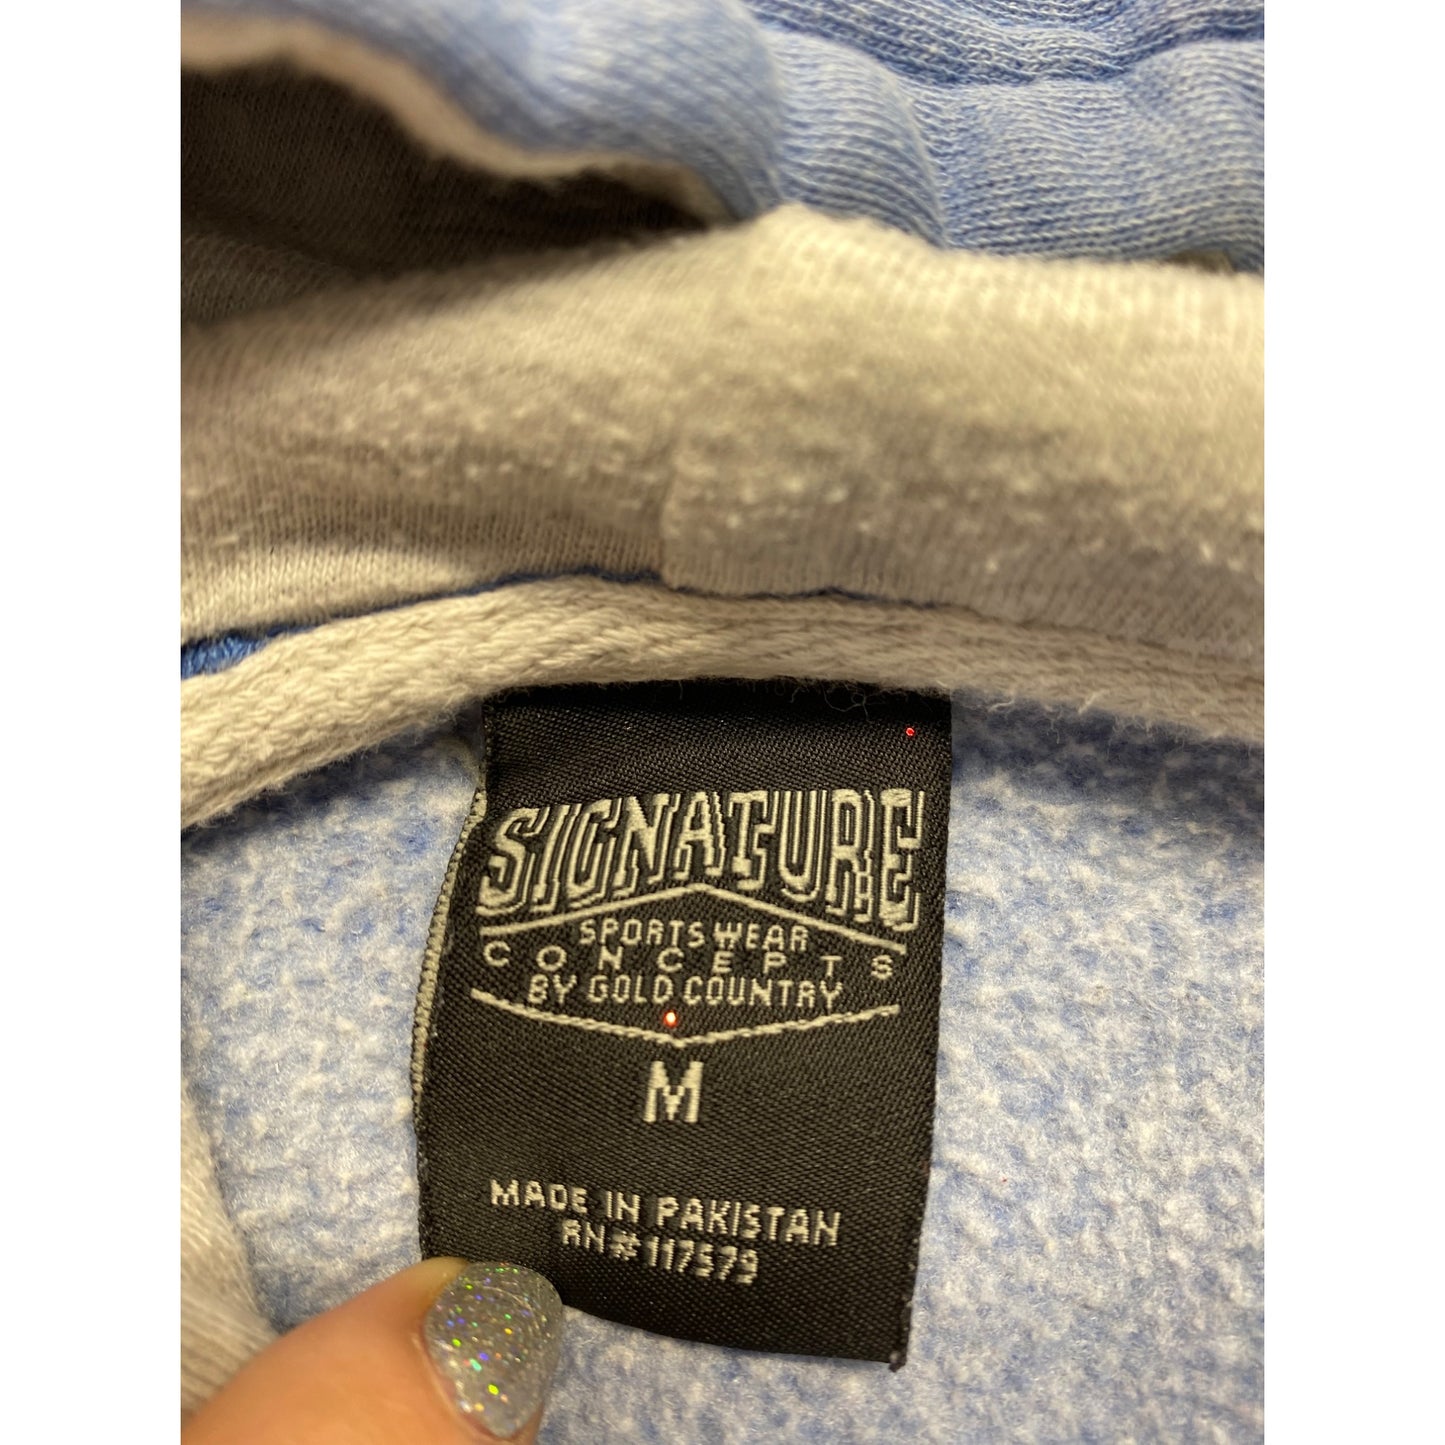 SIGNATURE
SPORTSWEAR
CONCEPTS
BY GOLD COUNTRY
M
MADE IN PAKISTAN
RN#117579